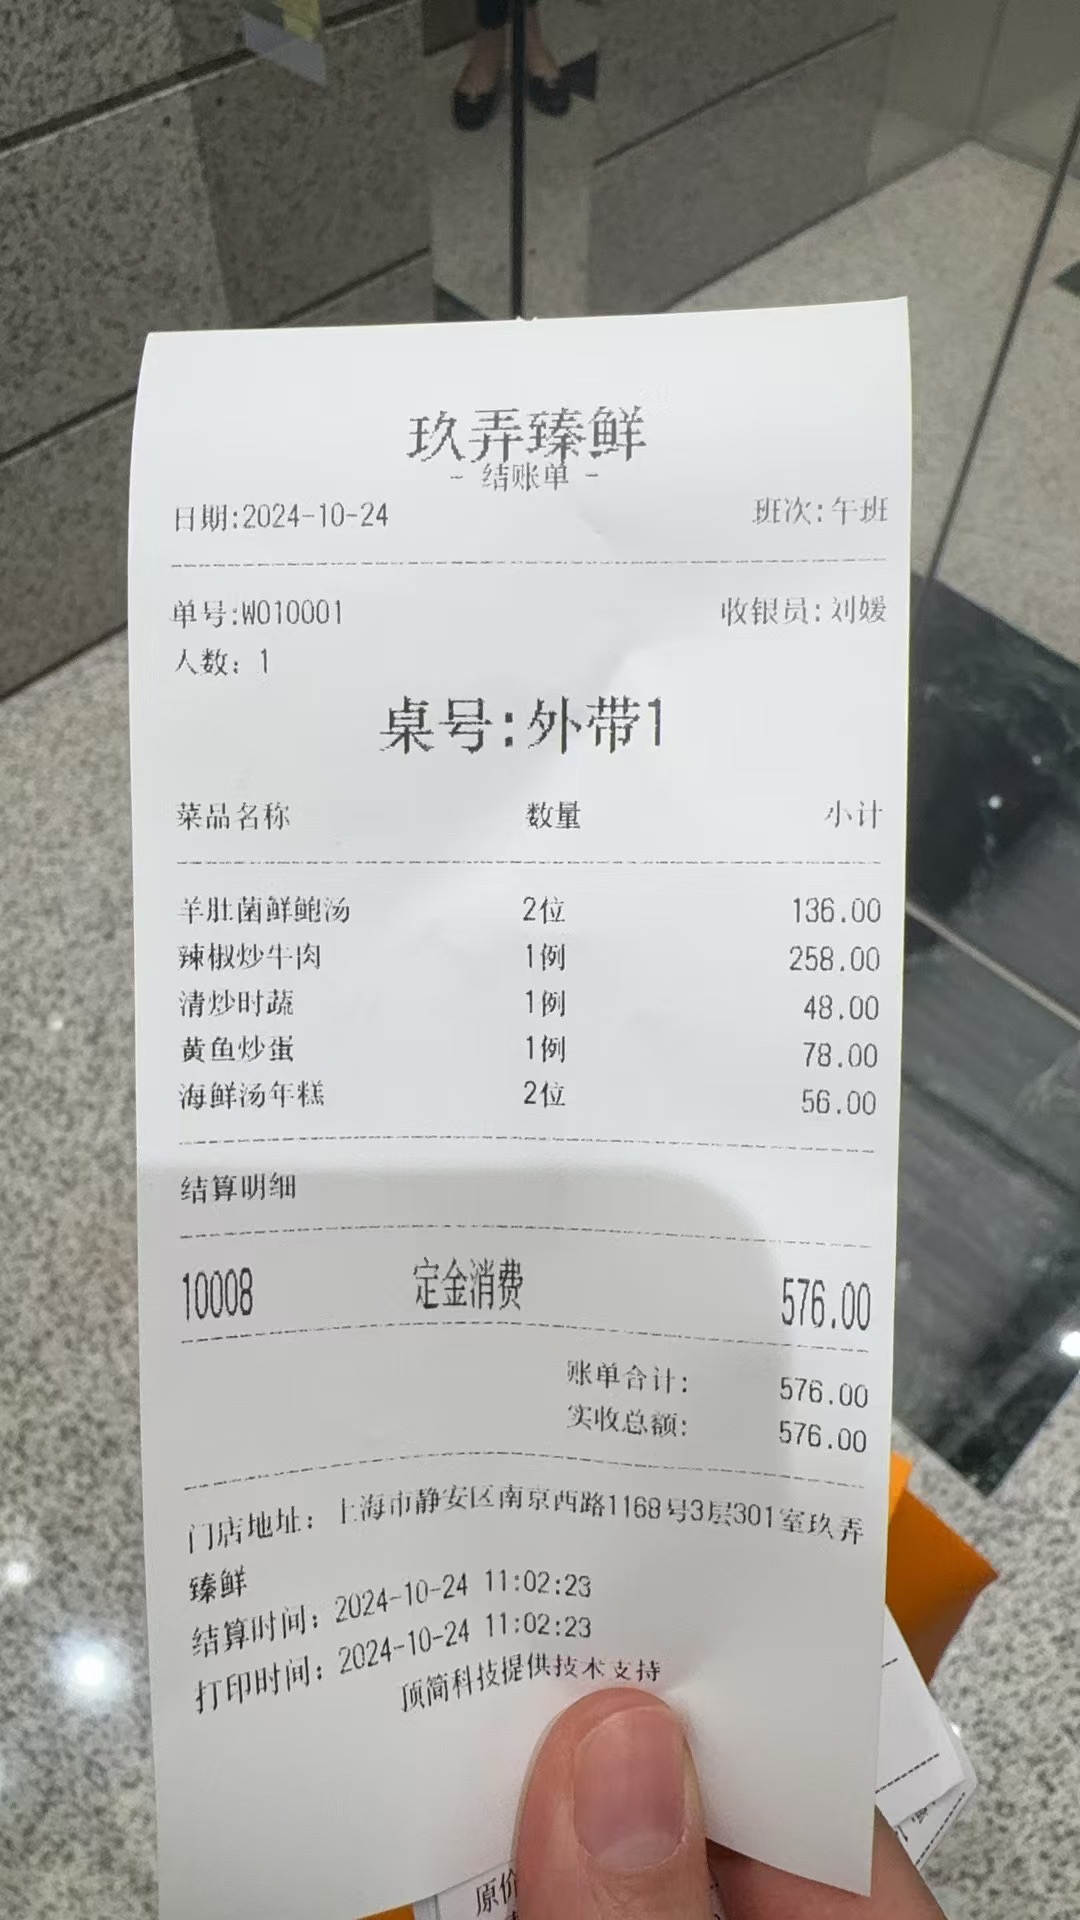 玖弄臻鲜
- 结账单 -
日期:2024-10-24 班次:午班
单号:W010001 收银员:刘媛
人数: 1
桌号:外带1
菜品名称 数量 小计
羊肚菌鲜鲍汤 2位 136.00
辣椒炒牛肉 1例 258.00
清炒时蔬 1例 48.00
黄鱼炒蛋 1例 78.00
海鲜汤年糕 2位 56.00
结算明细
10008 定金消费 576.00
账单合计: 576.00
实收总额: 576.00
门店地址: 上海市静安区南京西路1168号3层301室玖弄
臻鲜
结算时间: 2024-10-24 11:02:23
打印时间: 2024-10-24 11:02:23
顶简科技提供技术支持
原价